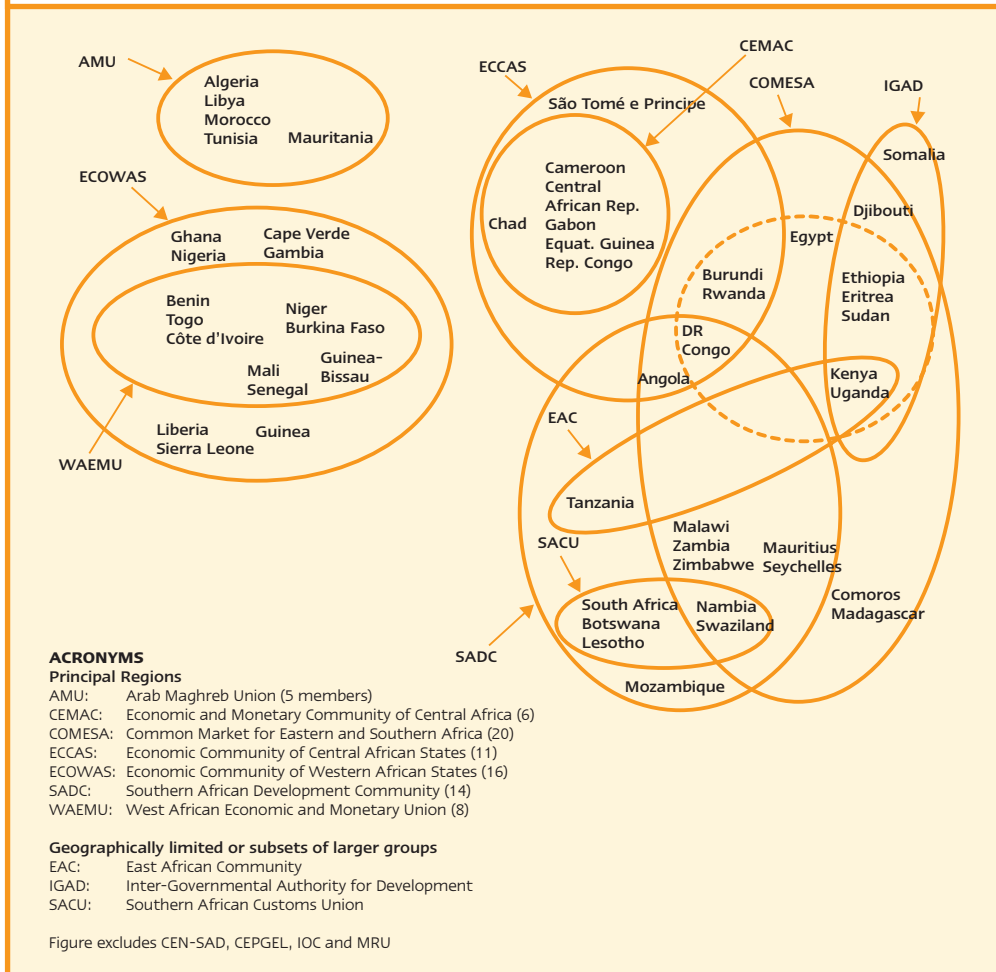 AMU
Algeria
Libya
Morocco
Tunisia
Mauritania
ECOWAS
Ghana
Nigeria
Cape Verde
Gambia
Benin
Togo
Côte d'Ivoire
Niger
Burkina Faso
Guinea-
Bissau
Mali
Senegal
Liberia
Sierra Leone
Guinea
WAEMU
ECCAS
CEMAC
COMESA
IGAD
São Tomé e Principe
Cameroon
Central
African Rep.
Gabon
Equat. Guinea
Rep. Congo
Chad
Somalia
Djibouti
Egypt
Burundi
Rwanda
Ethiopia
Eritrea
Sudan
DR
Congo
Angola
Kenya
Uganda
EAC
Tanzania
SACU
Malawi
Zambia
Zimbabwe
Mauritius
Seychelles
South Africa
Botswana
Lesotho
Nambia
Swaziland
Comoros
Madagascar
SADC
Mozambique
ACRONYMS
Principal Regions
AMU: Arab Maghreb Union (5 members)
CEMAC: Economic and Monetary Community of Central Africa (6)
COMESA: Common Market for Eastern and Southern Africa (20)
ECCAS: Economic Community of Central African States (11)
ECOWAS: Economic Community of Western African States (16)
SADC: Southern African Development Community (14)
WAEMU: West African Economic and Monetary Union (8)
Geographically limited or subsets of larger groups
EAC: East African Community
IGAD: Inter-Governmental Authority for Development
SACU: Southern African Customs Union
Figure excludes CEN-SAD, CEPGEL, IOC and MRU